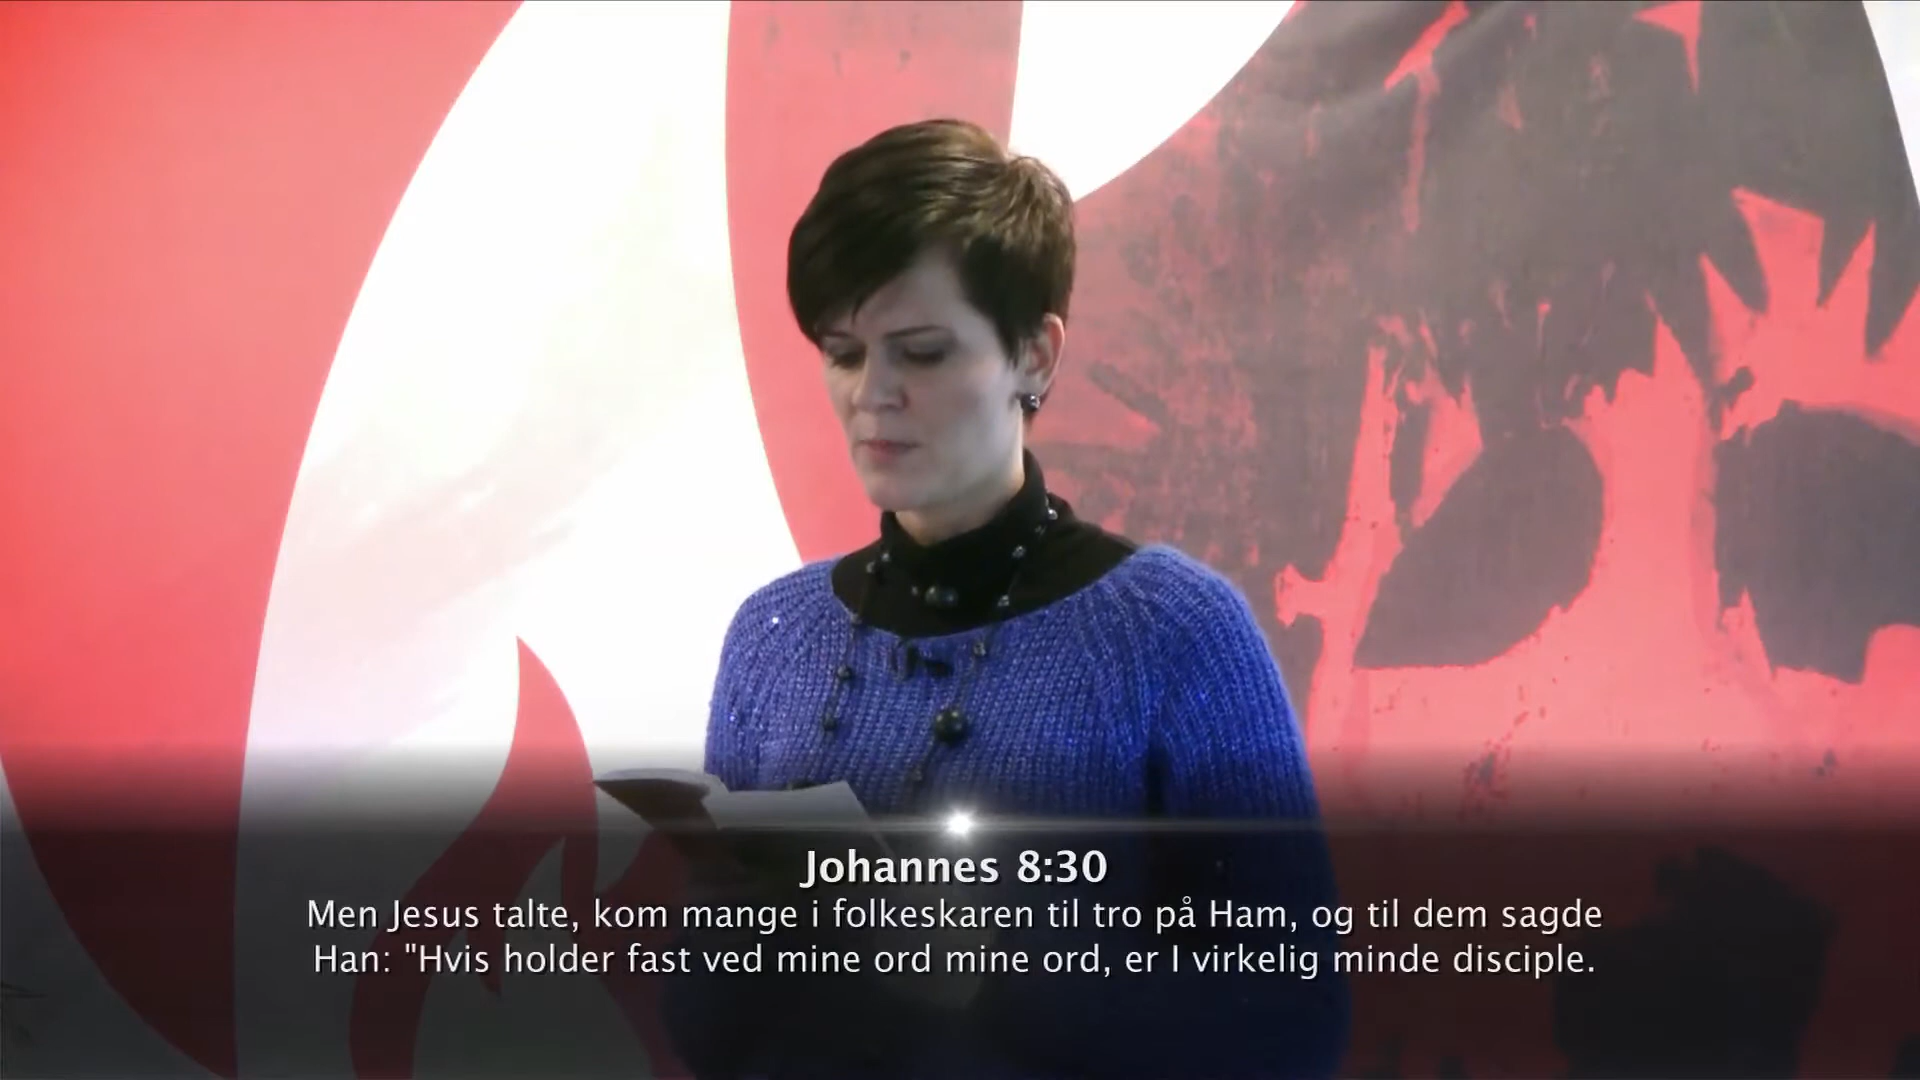 Johannes 8:30
Men Jesus talte, kom mange i folkeskaren til tro på Ham, og til dem sagde
Han: "Hvis holder fast ved mine ord mine ord, er I virkelig minde disciple.